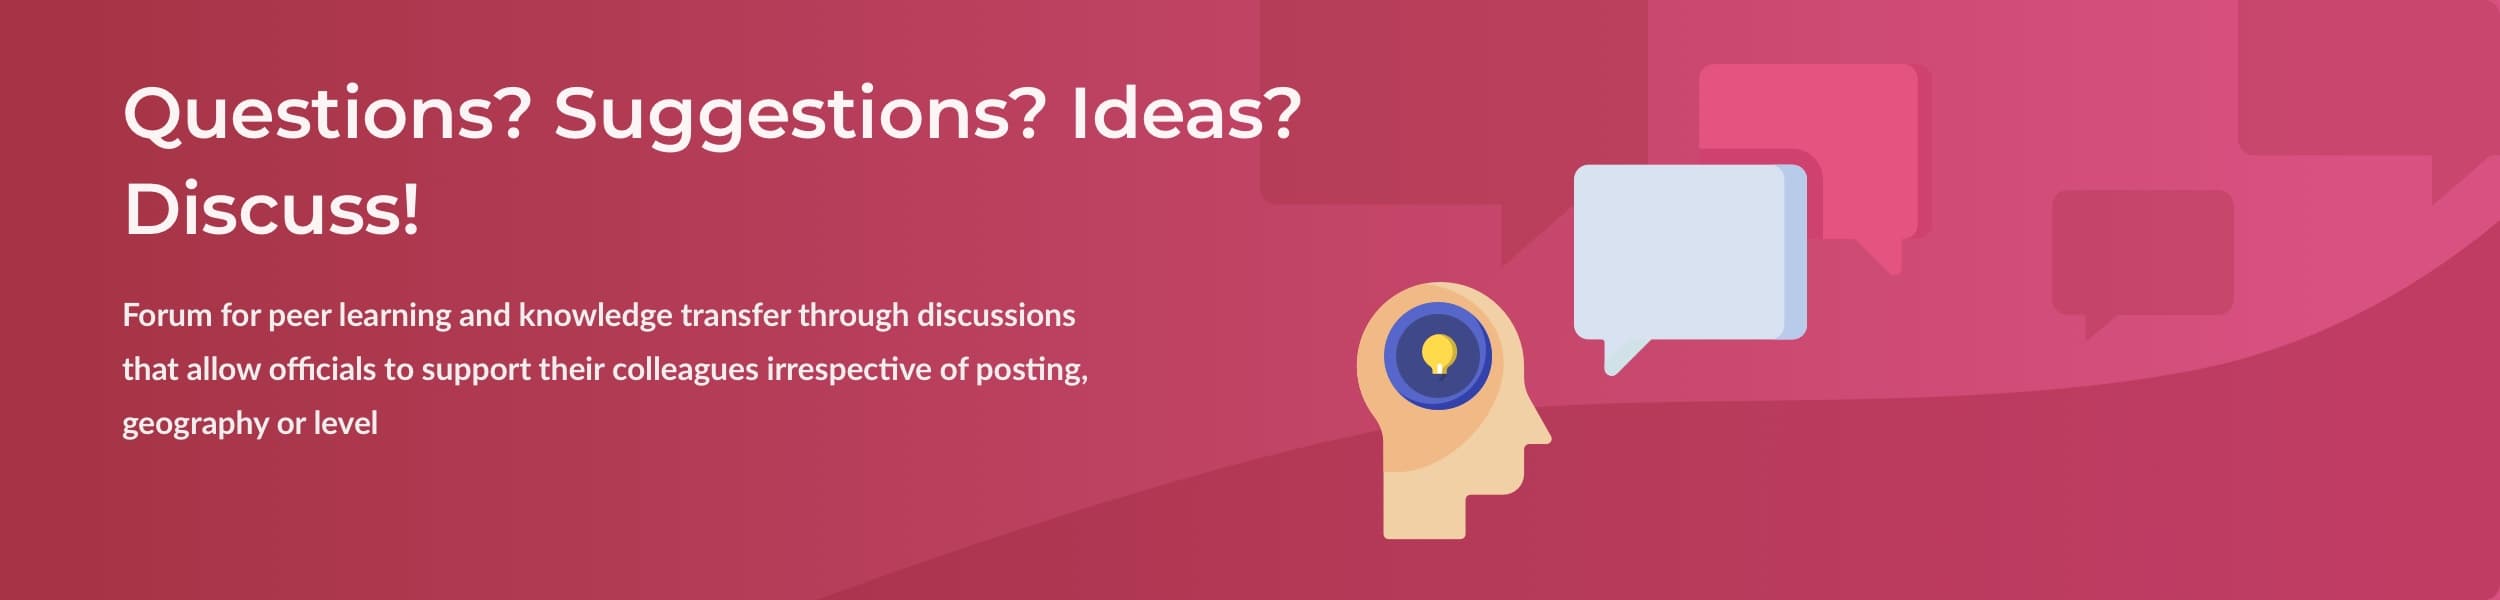 Questions? Suggestions? Ideas?
Discuss!
Forum for peer learning and knowledge transfer through discussions
that allow officials to support their colleagues irrespective of posting,
geography or level